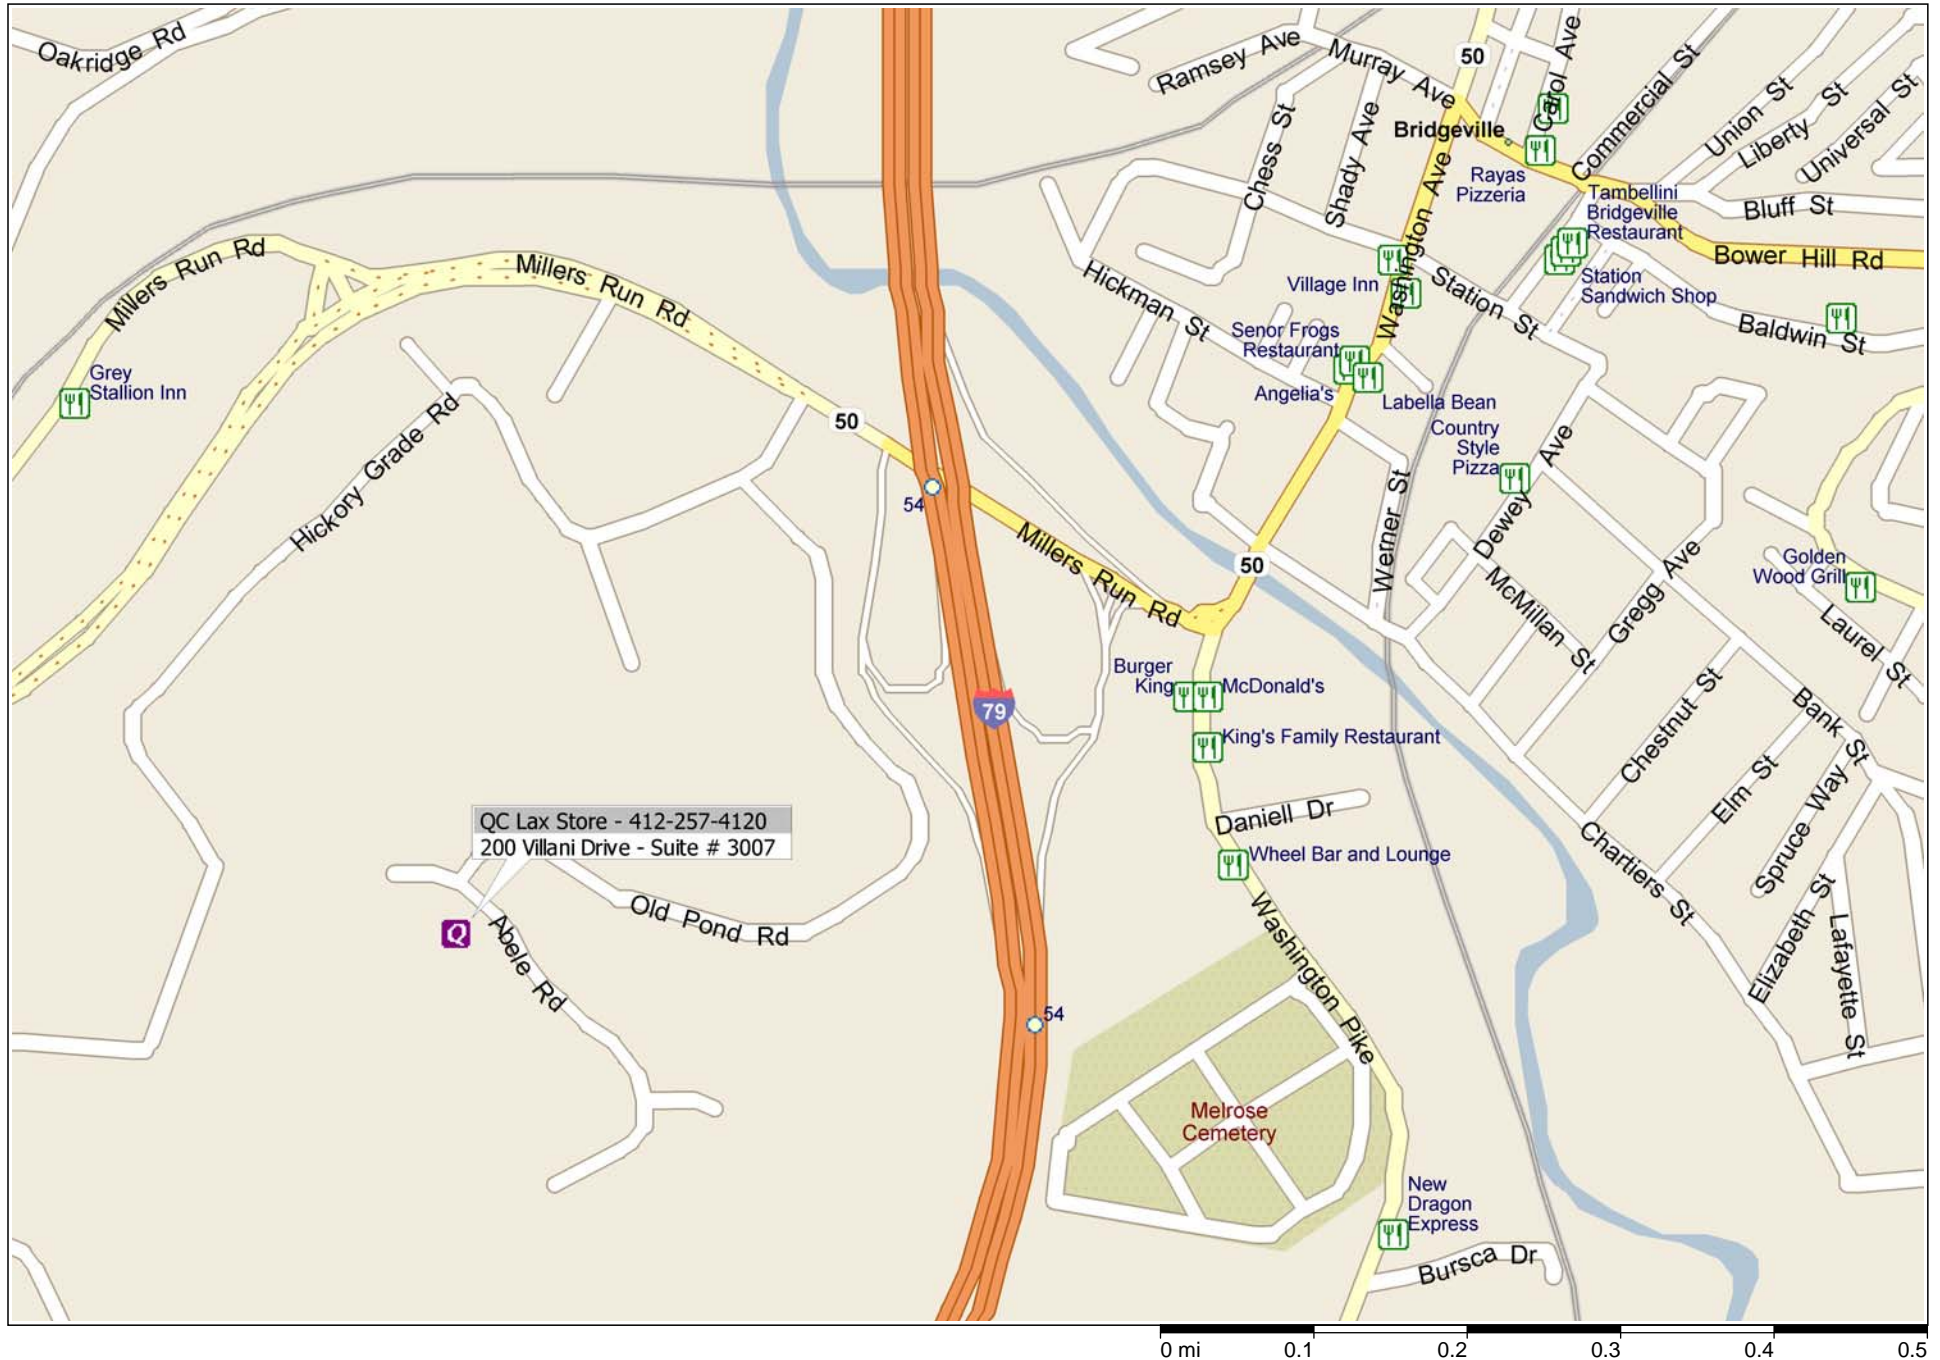 Oakridge Rd
Ramsey Ave
Murray Ave
50
Carol Ave
Commercial St
Union St
Liberty St
Universal St
Chess St
Shady Ave
Bridgeville
Rayas
Pizzeria
Tambellini
Bridgeville
Restaurant
Bluff St
Bower Hill Rd
Washington Ave
Millers Run Rd
Millers Run Rd
Hickman St
Village Inn
Station St
Station
Sandwich Shop
Baldwin St
Senor Frogs
Restaurant
Angelia's
Labella Bean
Grey
Stallion Inn
Hickory Grade Rd
50
Country
Style
Pizza
Dewey Ave
54
Werner St
Millers Run Rd
50
McMillan St
Gregg Ave
Golden
Wood Grill
Laurel St
Burger
King
McDonald's
79
King's Family Restaurant
Chestnut St
Bank St
Elm St
Spruce Way
Daniell Dr
QC Lax Store - 412-257-4120
200 Villani Drive - Suite # 3007
Wheel Bar and Lounge
Chartiers St
Elizabeth St
Lafayette St
Old Pond Rd
Q
Abele Rd
Washington Pike
54
Melrose
Cemetery
New
Dragon
Express
Bursca Dr
0 mi 0.1 0.2 0.3 0.4 0.5